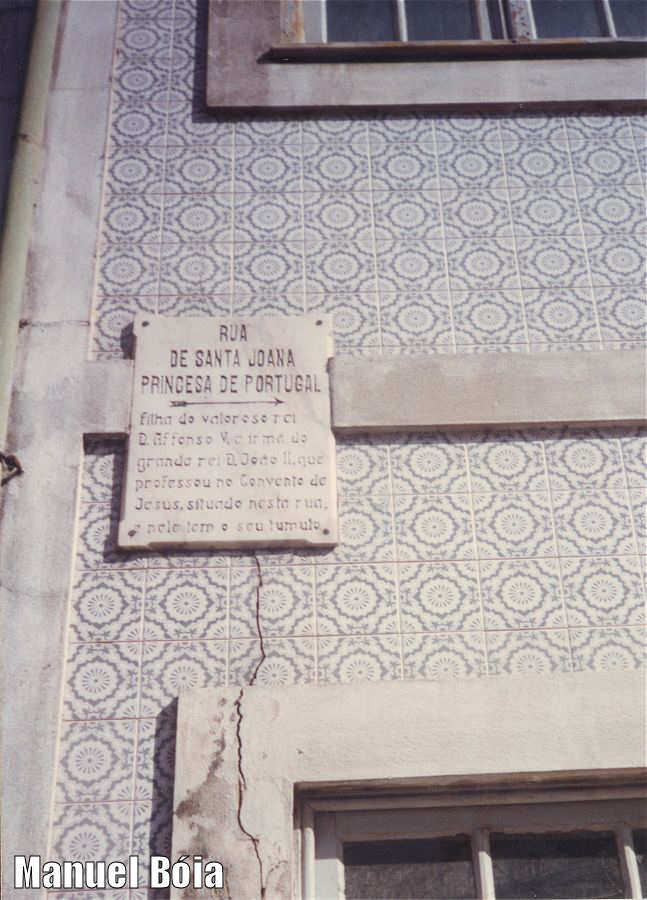 RUA
DE SANTA JOANA
PRINCESA DE PORTUGAL
filha do valoroso rei
D. Affonso V, e irmã do
grande rei D. João II, que
professou no Convento de
Jesus, situado nesta rua,
e nele tem o seu tumulo.
Manuel Bóia